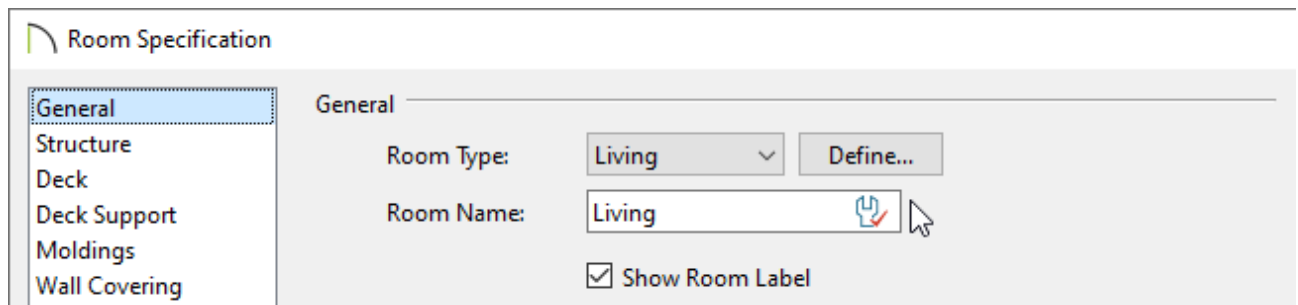 Room Specification
General
Structure
Deck
Deck Support
Moldings
Wall Covering
General
Room Type: Living Define...
Room Name: Living
Show Room Label